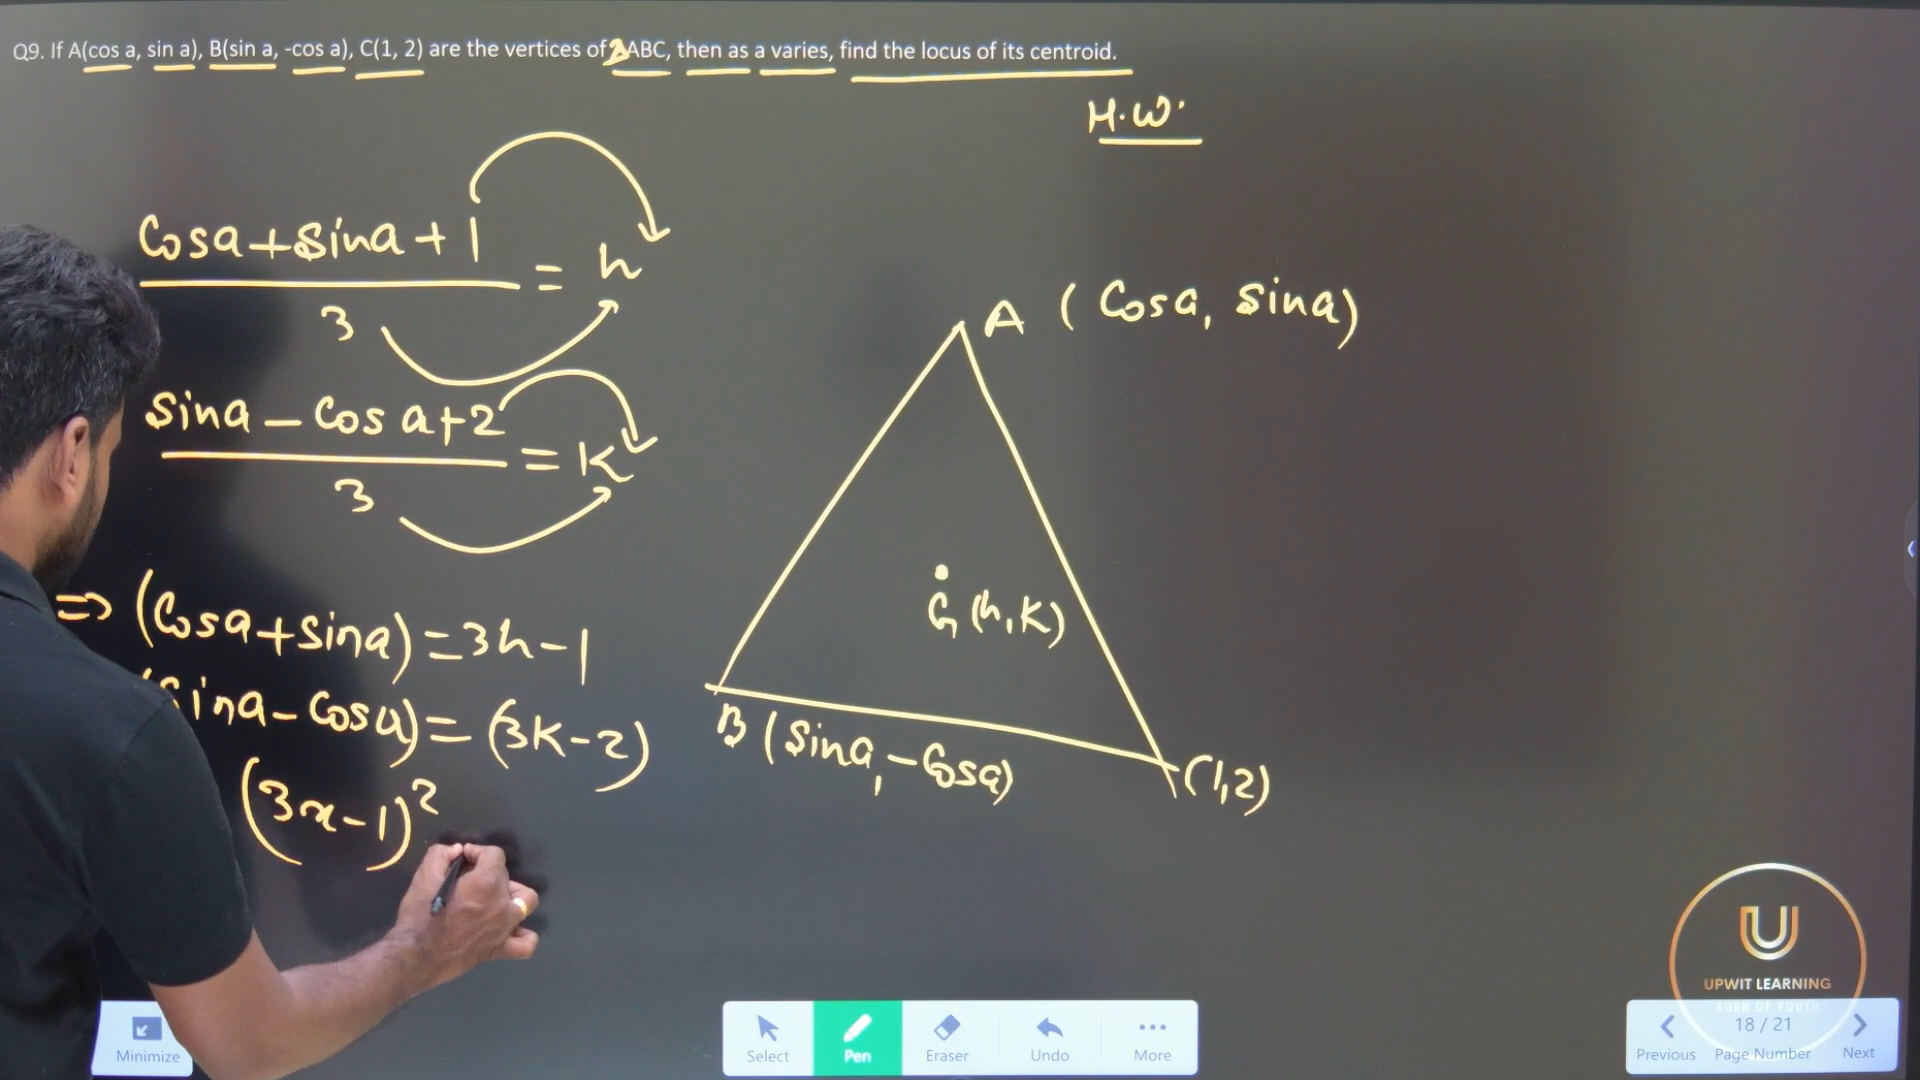 Q9. If A(cos a, sin a), B(sin a, -cos a), C(1, 2) are the vertices of ABC, then as a varies, find the locus of its centroid.
H.W.
Cosa + sina + 1
3
= h
sina - cos a + 2
3
= k
⇒ (Cosa + sina) = 3h - 1
sina - cosa) = (3k - 2)
(3x - 1)²
A (Cosa, sina)
G (h, k)
B (sina, -Cosa)
(1, 2)
U
UPWIT LEARNING
Minimize
Select
Pen
Eraser
Undo
More
18 / 21
Previous
Page Number
Next